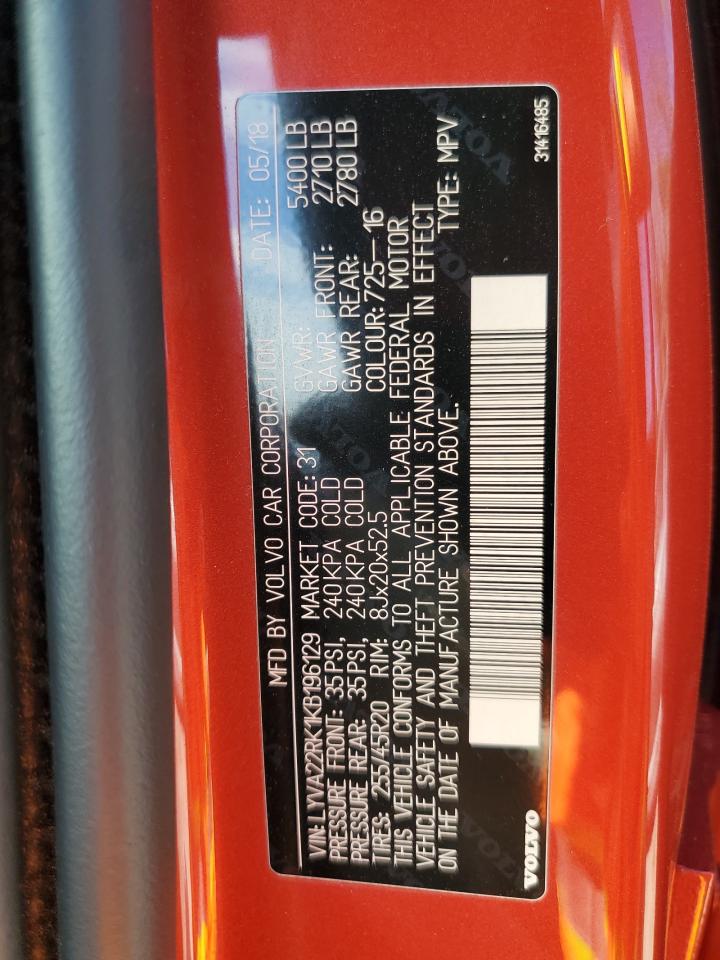 MFD BY VOLVO CAR CORPORATION DATE: 05/18
VIN: LYVA22RK1KB196129 MARKET CODE: 31 GVWR: 5400 LB
PRESSURE FRONT: 35PSI, 240KPA COLD GAWR FRONT: 2710 LB
PRESSURE REAR: 35PSI, 240KPA COLD GAWR REAR: 2780 LB
TIRES: 255/45R20 RIM: 8Jx20x52.5 COLOUR: 725—16
THIS VEHICLE CONFORMS TO ALL APPLICABLE FEDERAL MOTOR
VEHICLE SAFETY AND THEFT PREVENTION STANDARDS IN EFFECT
ON THE DATE OF MANUFACTURE SHOWN ABOVE. TYPE: MPV
VOLVO 31416485